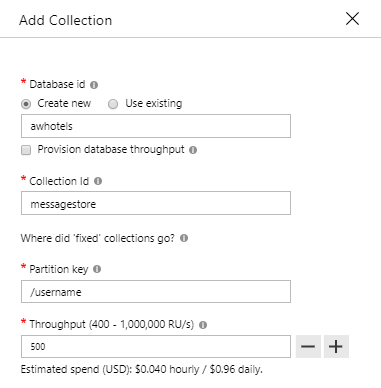 Add Collection
* Database id
Create new Use existing
awhotels
Provision database throughput
* Collection Id
messagestore
Where did 'fixed' collections go?
* Partition key
/username
* Throughput (400 - 1,000,000 RU/s)
500
Estimated spend (USD): $0.040 hourly / $0.96 daily.